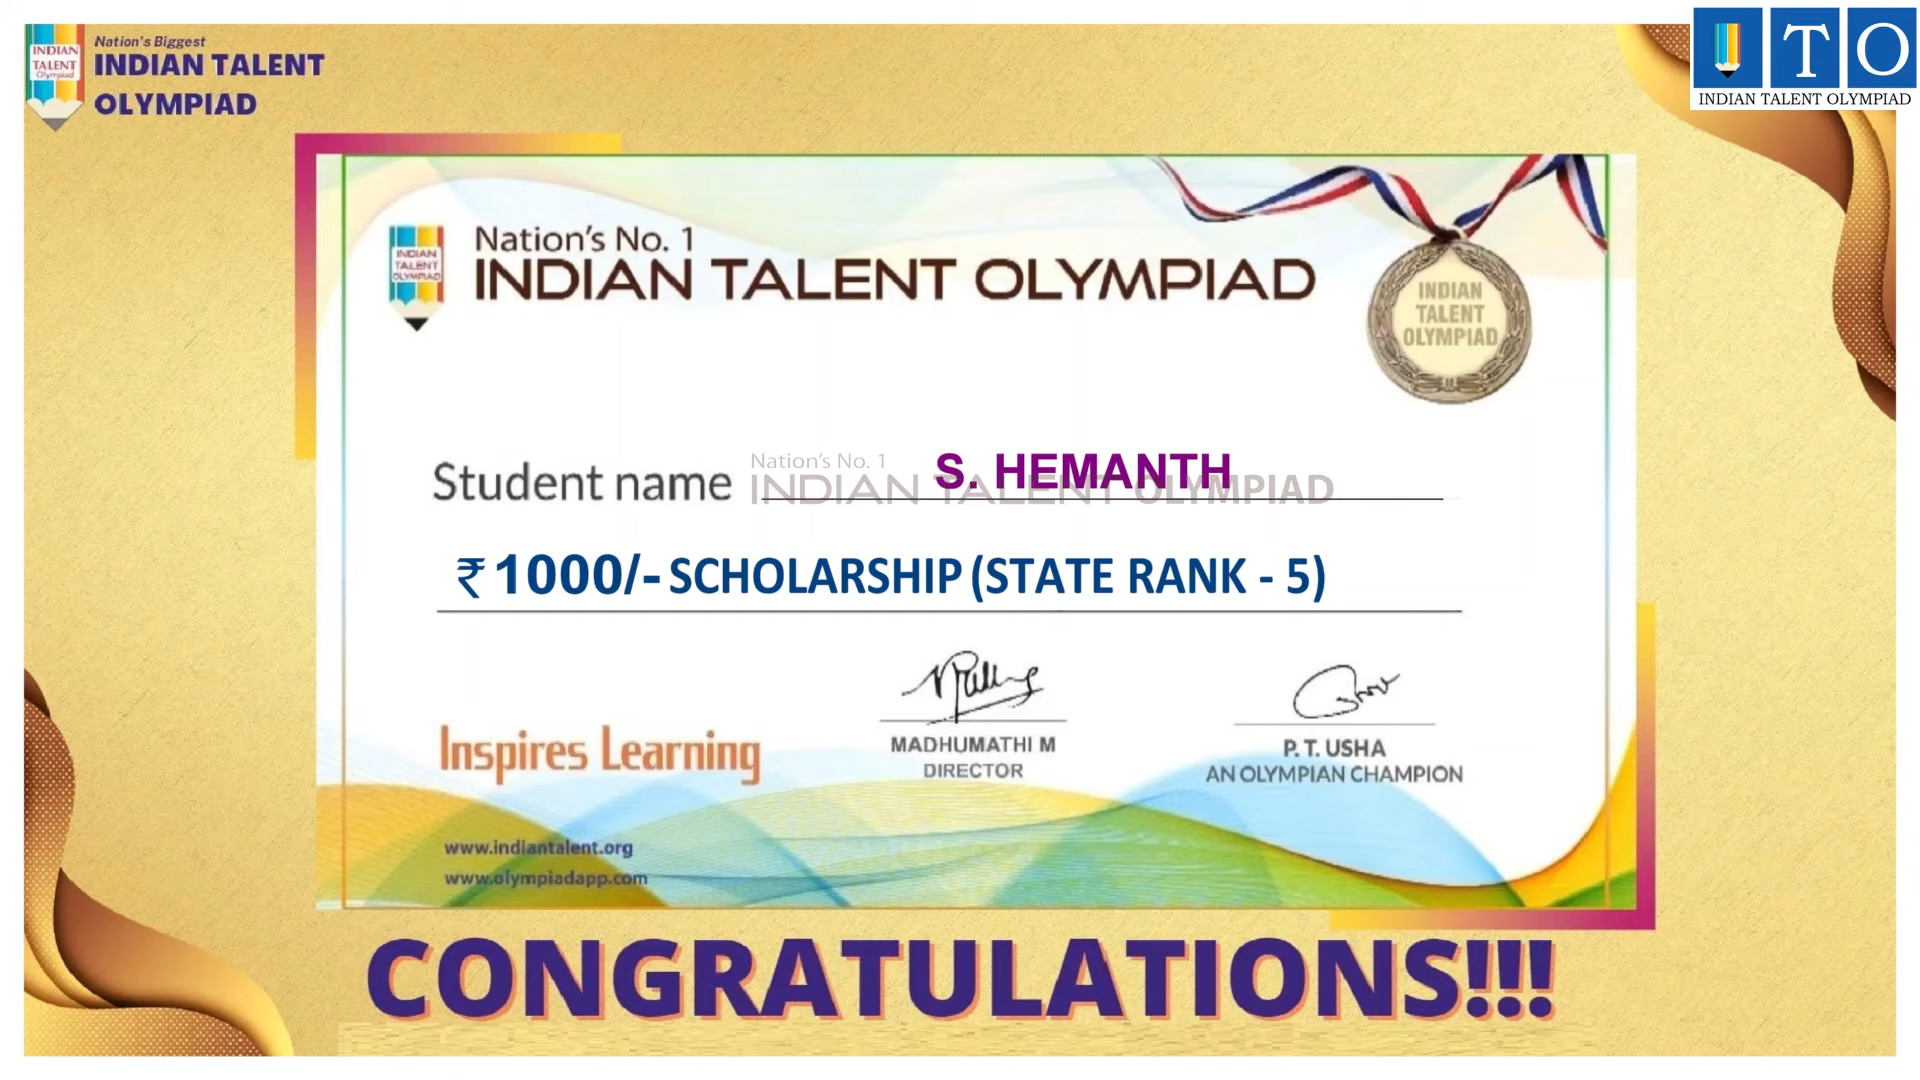 INDIAN
TALENT
Olympiad
Nation's Biggest
INDIAN TALENT
OLYMPIAD
T O
INDIAN TALENT OLYMPIAD
INDIAN
TALENT
OLYMPIAD
Nation's No. 1
INDIAN TALENT OLYMPIAD
INDIAN
TALENT
OLYMPIAD
Nation's No. 1
INDIAN TALENT OLYMPIAD
Student name S. HEMANTH
₹ 1000/- SCHOLARSHIP (STATE RANK - 5)
Inspires Learning
MADHUMATHI M
DIRECTOR
P. T. USHA
AN OLYMPIAN CHAMPION
www.indiantalent.org
www.olympiadapp.com
CONGRATULATIONS!!!